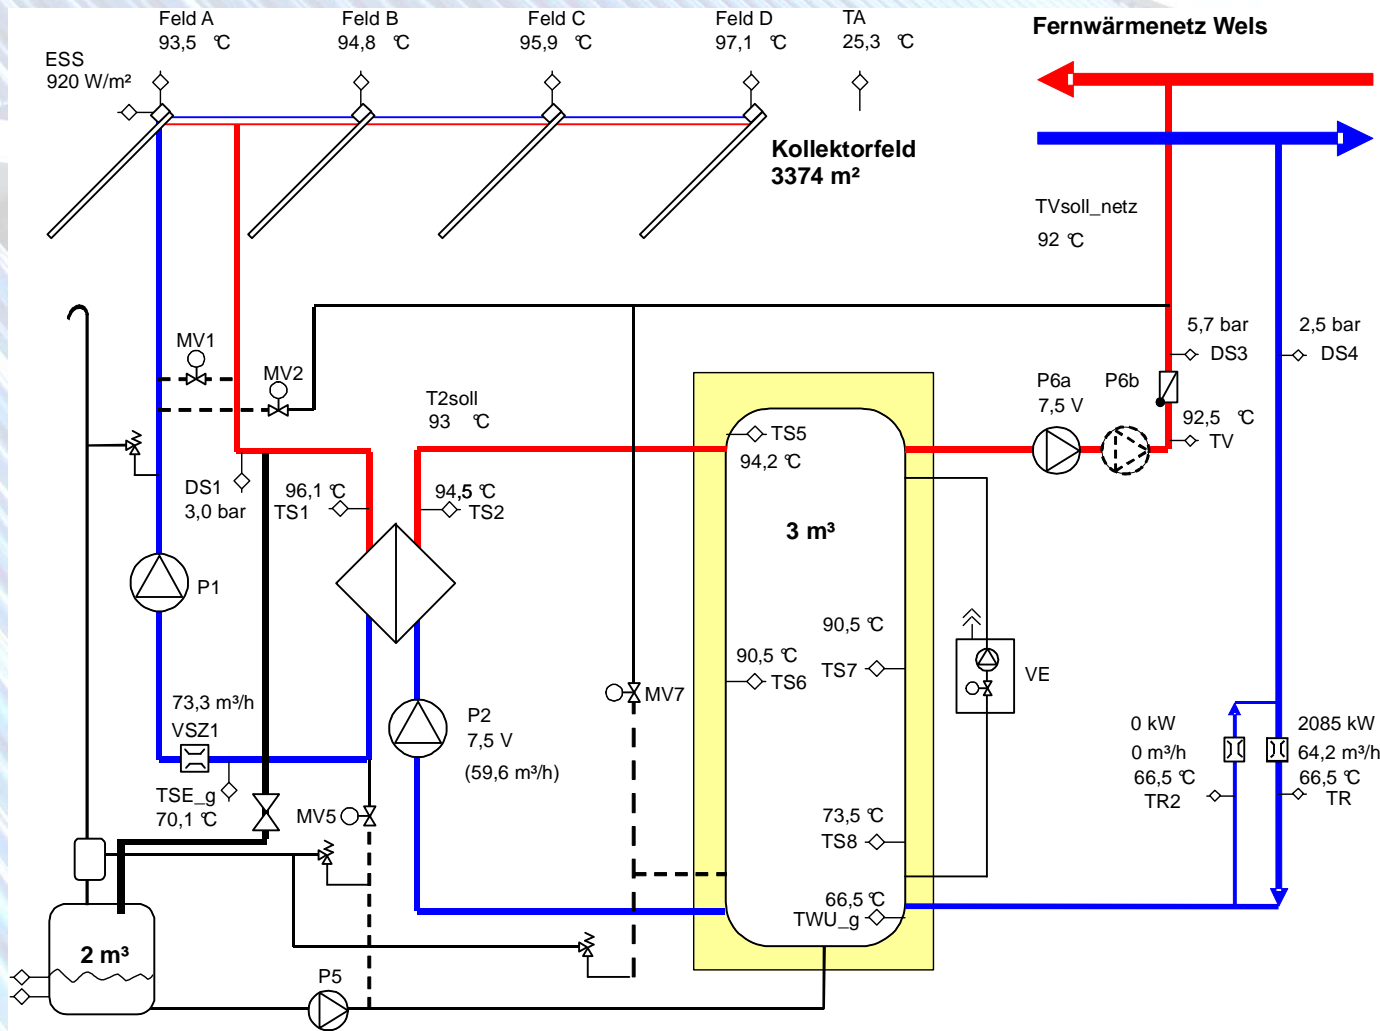 Feld A
93,5 °C
Feld B
94,8 °C
Feld C
95,9 °C
Feld D
97,1 °C
TA
25,3 °C
Fernwärmenetz Wels
ESS
920 W/m²
Kollektorfeld
3374 m²
TVsoll_netz
92 °C
MV1
MV2
5,7 bar
DS3
2,5 bar
DS4
T2soll
93 °C
P6a
7,5 V
P6b
92,5 °C
TV
TS5
94,2 °C
DS1
3,0 bar
96,1 °C
TS1
94,5 °C
TS2
3 m³
P1
90,5 °C
TS7
90,5 °C
TS6
MV7
VE
73,3 m³/h
VSZ1
P2
7,5 V
(59,6 m³/h)
0 kW
0 m³/h
66,5 °C
TR2
2085 kW
64,2 m³/h
66,5 °C
TR
TSE_g
70,1 °C
MV5
73,5 °C
TS8
66,5 °C
TWU_g
2 m³
P5